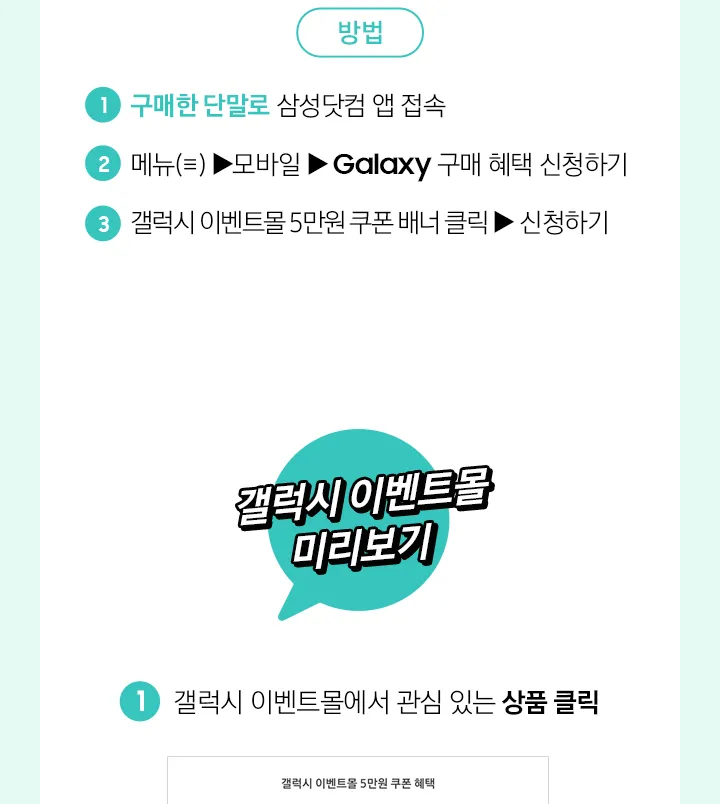 방법
1 구매한 단말로 삼성닷컴 앱 접속
2 메뉴(≡) ▶모바일 ▶ Galaxy 구매 혜택 신청하기
3 갤럭시 이벤트몰 5만원 쿠폰 배너 클릭 ▶ 신청하기
갤럭시 이벤트몰
미리보기
1 갤럭시 이벤트몰에서 관심 있는 상품 클릭
갤럭시 이벤트몰 5만원 쿠폰 혜택